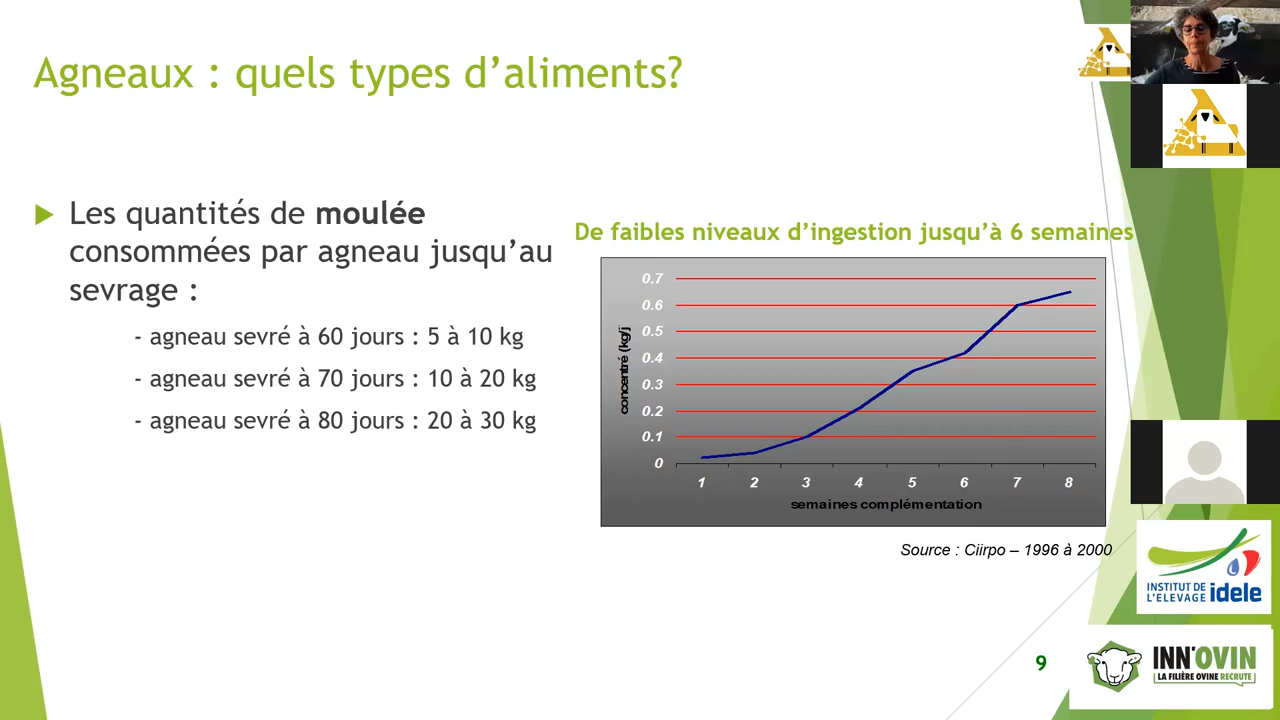 Agneaux : quels types d’aliments?
Les quantités de moulée
consommées par agneau jusqu’au
sevrage :
- agneau sevré à 60 jours : 5 à 10 kg
- agneau sevré à 70 jours : 10 à 20 kg
- agneau sevré à 80 jours : 20 à 30 kg
De faibles niveaux d’ingestion jusqu’à 6 semaines
concentré (kg/j
0.7
0.6
0.5
0.4
0.3
0.2
0.1
0
1 2 3 4 5 6 7 8
semaines complémentation
Source : Ciirpo – 1996 à 2000
INSTITUT DE
L'ELEVAGE idele
9
INN'OVIN
LA FILIÈRE OVINE RECRUTE